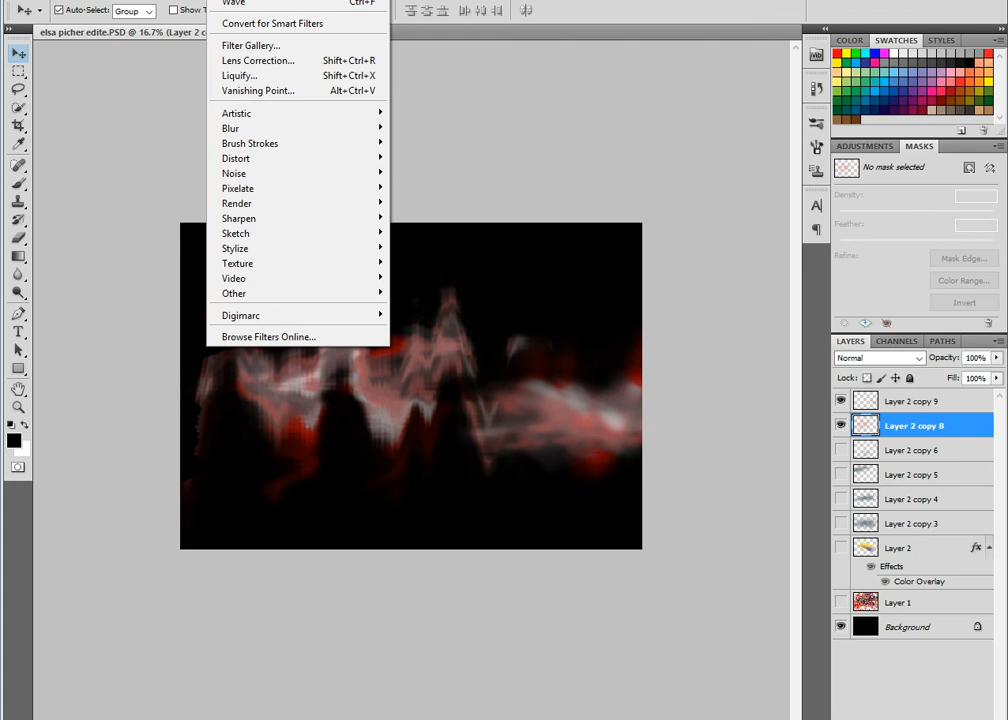 Wave Ctrl+F
Auto-Select: Group Show T
Convert for Smart Filters
elsa picher edite.PSD @ 16.7% (Layer 2 c
Filter Gallery...
Lens Correction... Shift+Ctrl+R
Liquify... Shift+Ctrl+X
Vanishing Point... Alt+Ctrl+V
Artistic
Blur
Brush Strokes
Distort
Noise
Pixelate
Render
Sharpen
Sketch
Stylize
Texture
Video
Other
Digimarc
Browse Filters Online...
COLOR SWATCHES STYLES
ADJUSTMENTS MASKS
No mask selected
Density:
Feather:
Refine: Mask Edge...
Color Range...
Invert
LAYERS CHANNELS PATHS
Normal Opacity: 100%
Lock: Fill: 100%
Layer 2 copy 9
Layer 2 copy 8
Layer 2 copy 6
Layer 2 copy 5
Layer 2 copy 4
Layer 2 copy 3
Layer 2 fx
Effects
Color Overlay
Layer 1
Background